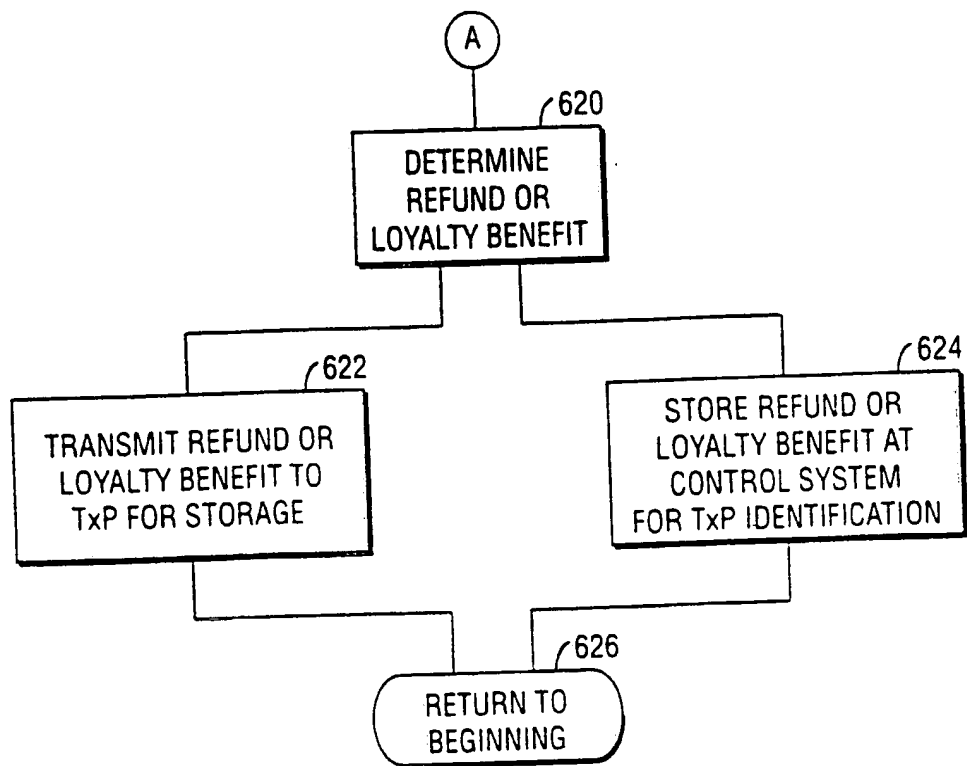 A
620
DETERMINE
REFUND OR
LOYALTY BENEFIT
622
TRANSMIT REFUND OR
LOYALTY BENEFIT TO
TxP FOR STORAGE
624
STORE REFUND OR
LOYALTY BENEFIT AT
CONTROL SYSTEM
FOR TxP IDENTIFICATION
626
RETURN TO
BEGINNING